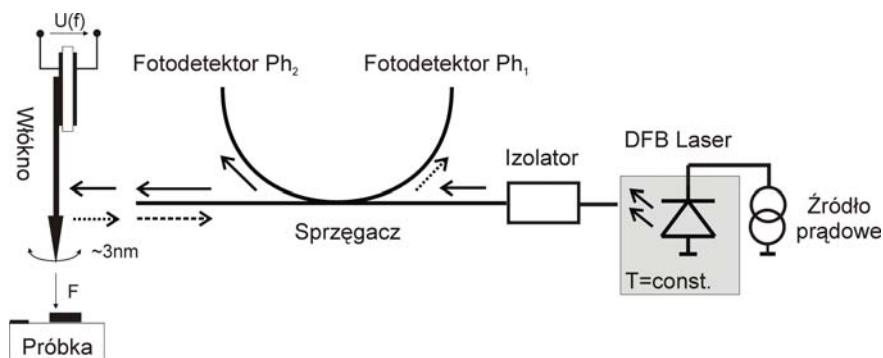 U(f)
Fotodetektor Ph₂
Fotodetektor Ph₁
Włókno
DFB Laser
Izolator
Źródło
prądowe
Sprzęgacz
~3nm
T=const.
F
Próbka